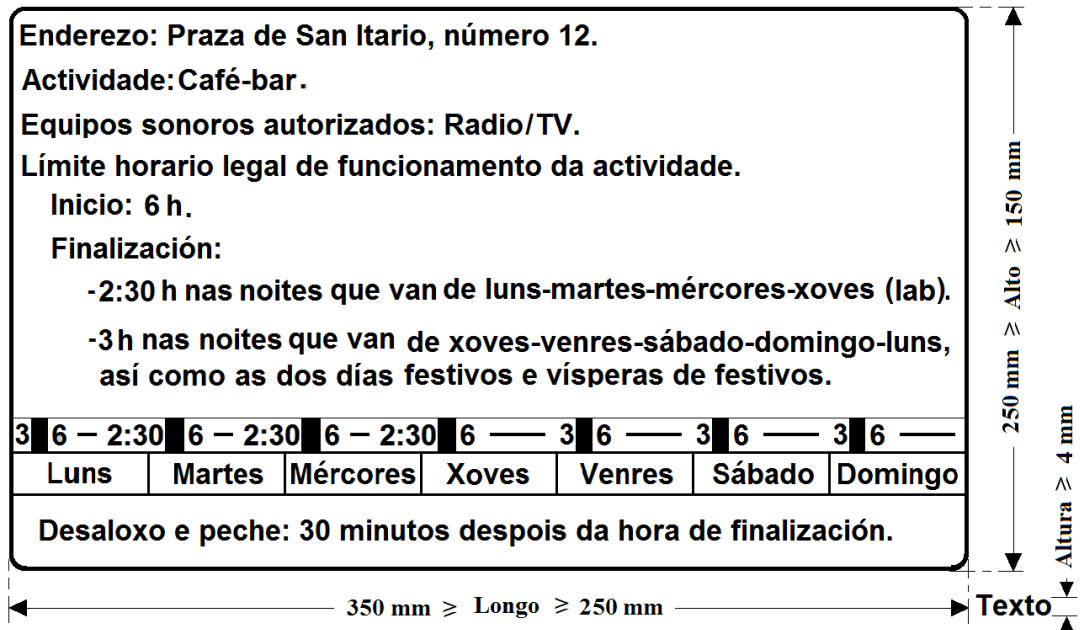 Enderezo: Praza de San Itario, número 12.
Actividade: Café-bar.
Equipos sonoros autorizados: Radio/TV.
Límite horario legal de funcionamento da actividade.
Inicio: 6 h.
Finalización:
-2:30 h nas noites que van de luns-martes-mércores-xoves (lab).
-3 h nas noites que van de xoves-venres-sábado-domingo-luns,
así como as dos días festivos e vísperas de festivos.
3 6 — 2:30 6 — 2:30 6 — 2:30 6 — 3 6 — 3 6 — 3 6 —
Luns Martes Mércores Xoves Venres Sábado Domingo
Desaloxo e peche: 30 minutos despois da hora de finalización.
350 mm ⩾ Longo ⩾ 250 mm
250 mm ⩾ Alto ⩾ 150 mm
Texto
Altura ⩾ 4 mm